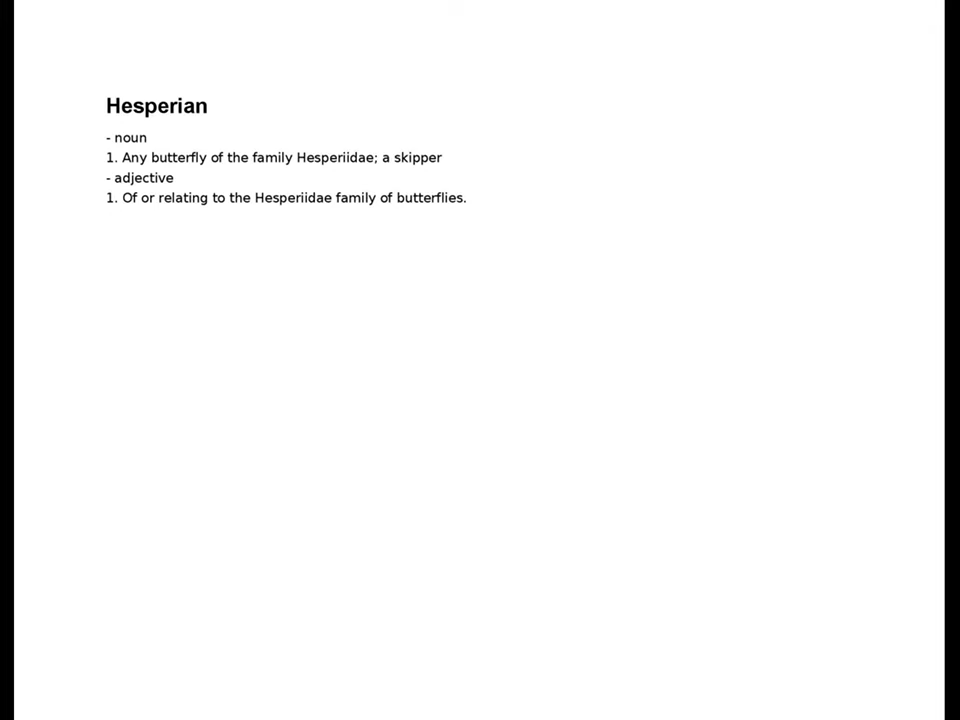 Hesperian
- noun
1. Any butterfly of the family Hesperiidae; a skipper
- adjective
1. Of or relating to the Hesperiidae family of butterflies.